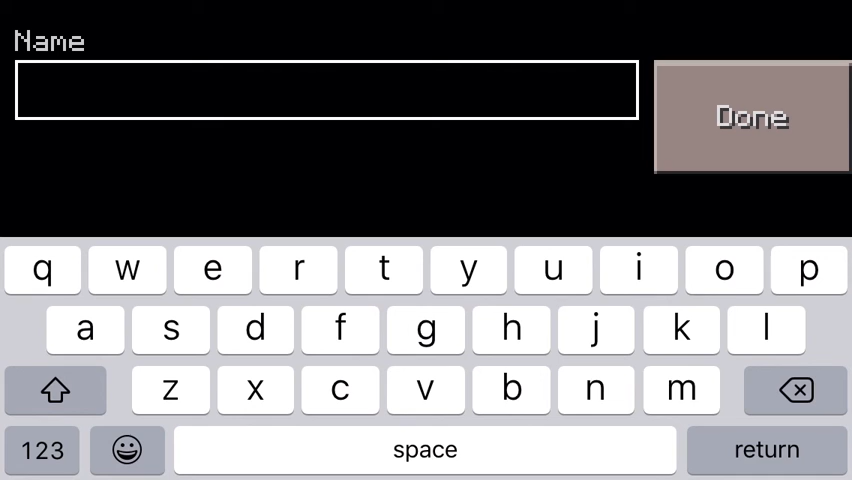 Name
Done
q w e r t y u i o p
a s d f g h j k l
z x c v b n m
123 space return